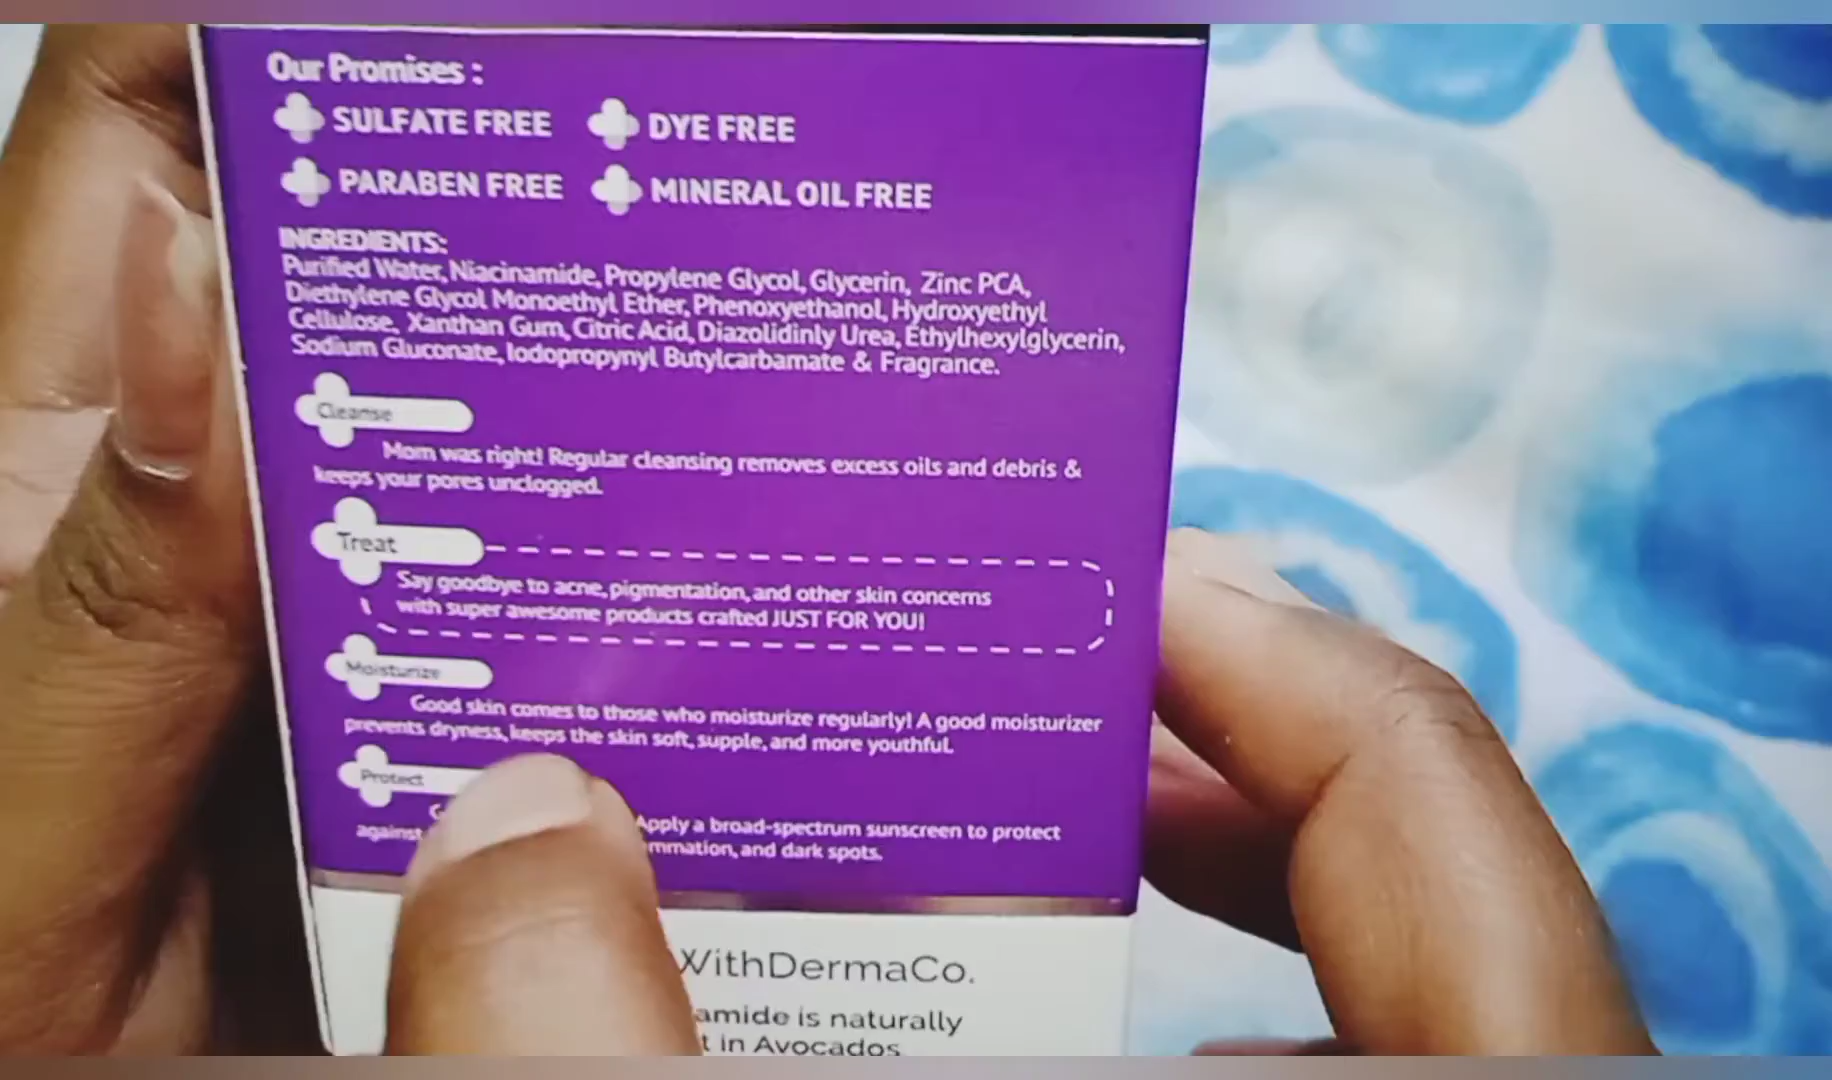 Our Promises :
SULFATE FREE
DYE FREE
PARABEN FREE
MINERAL OIL FREE
INGREDIENTS:
Purified Water, Niacinamide, Propylene Glycol, Glycerin, Zinc PCA,
Diethylene Glycol Monoethyl Ether, Phenoxyethanol, Hydroxyethyl
Cellulose, Xanthan Gum, Citric Acid, Diazolidinly Urea, Ethylhexylglycerin,
Sodium Gluconate, Iodopropynyl Butylcarbamate & Fragrance.
Cleanse
Mom was right! Regular cleansing removes excess oils and debris &
keeps your pores unclogged.
Treat
Say goodbye to acne, pigmentation, and other skin concerns
with super awesome products crafted JUST FOR YOU!
Moisturize
Good skin comes to those who moisturize regularly! A good moisturizer
prevents dryness, keeps the skin soft, supple, and more youthful.
Protect
Apply a broad-spectrum sunscreen to protect
against
and dark spots.
WithDermaCo.
is naturally
in Avocados